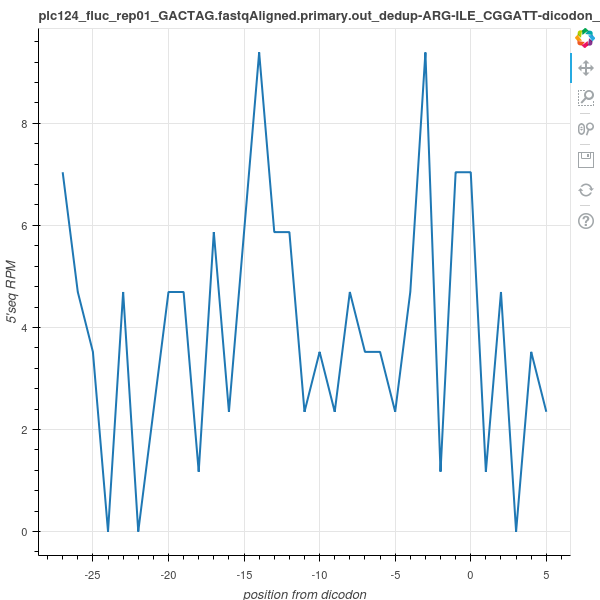 plc124_fluc_rep01_GACTAG.fastqAligned.primary.out_dedup-ARG-ILE_CGGATT-dicodon_
8
6
4
2
0
5'seq RPM
-25 -20 -15 -10 -5 0 5
position from dicodon